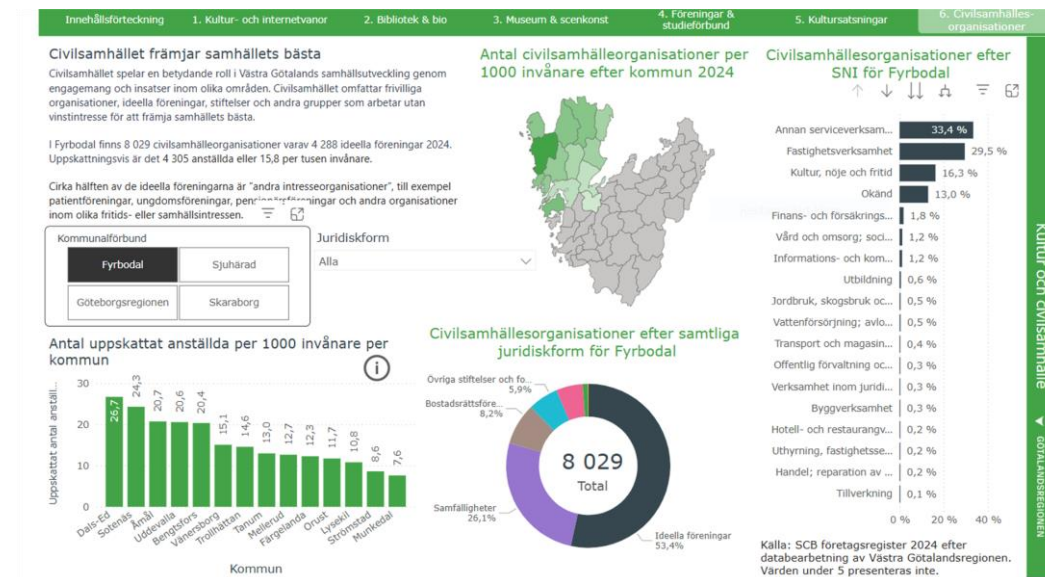 Innehållsförteckning
1. Kultur- och internetvanor
2. Bibliotek & bio
3. Museum & scenkonst
4. Föreningar &
studieförbund
5. Kultursatsningar
6. Civilsamhälles-
organisationer
Civilsamhället främjar samhällets bästa
Civilsamhället spelar en betydande roll i Västra Götalands samhällsutveckling genom
engagemang och insatser inom olika områden. Civilsamhället omfattar frivilliga
organisationer, ideella föreningar, stiftelser och andra grupper som arbetar utan
vinstintresse för att främja samhällets bästa.
I Fyrbodal finns 8 029 civilsamhälleorganisationer varav 4 288 ideella föreningar 2024.
Uppskattningsvis är det 4 305 anställda eller 15,8 per tusen invånare.
Cirka hälften av de ideella föreningarna är "andra intresseorganisationer", till exempel
patientföreningar, ungdomsföreningar, pensionärsföreningar och andra organisationer
inom olika fritids- eller samhällsintressen.
Kommunalförbund
Fyrbodal
Sjuhärad
Göteborgsregionen
Skaraborg
Juridiskform
Alla
Antal civilsamhälleorganisationer per
1000 invånare efter kommun 2024
Antal uppskattat anställda per 1000 invånare per
kommun
Uppskattat antal anställ...
30
20
10
0
26,7
24,3
20,7
20,6
20,4
15,1
14,6
13,0
12,7
12,3
11,7
10,8
8,6
7,6
Dals-Ed
Sotenäs
Åmål
Uddevalla
Bengtsfors
Vänersborg
Trollhättan
Tanum
Mellerud
Färgelanda
Orust
Lysekil
Strömstad
Munkedal
Kommun
Civilsamhällesorganisationer efter samtliga
juridiskform för Fyrbodal
Övriga stiftelser och fo...
5,9%
Bostadsrättsföre...
8,2%
Samfälligheter
26,1%
Ideella föreningar
53,4%
8 029
Total
Civilsamhällesorganisationer efter
SNI för Fyrbodal
Annan serviceverksam... 33,4 %
Fastighetsverksamhet 29,5 %
Kultur, nöje och fritid 16,3 %
Okänd 13,0 %
Finans- och försäkrings... 1,8 %
Vård och omsorg; soci... 1,2 %
Informations- och kom... 1,2 %
Utbildning 0,6 %
Jordbruk, skogsbruk oc... 0,5 %
Vattenförsörjning; avlo... 0,5 %
Transport och magasin... 0,4 %
Offentlig förvaltning oc... 0,3 %
Verksamhet inom juridi... 0,3 %
Byggverksamhet 0,3 %
Hotell- och restaurangv... 0,2 %
Uthyrning, fastighetsse... 0,2 %
Handel; reparation av ... 0,2 %
Tillverkning 0,1 %
0 %
20 %
40 %
Källa: SCB företagsregister 2024 efter
databearbetning av Västra Götalandsregionen.
Värden under 5 presenteras inte.
Kultur och civilsamhälle
GÖTALANDSREGIONEN